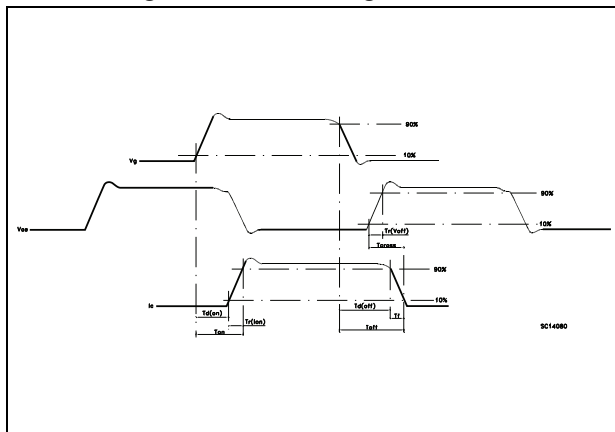 90%
Vg
10%
90%
Vce
10%
Tr(Voff)
Tcross
90%
Ic
10%
Td(on)
Td(off)
Tf
Tr(Ion)
Ton
Toff
SC14080